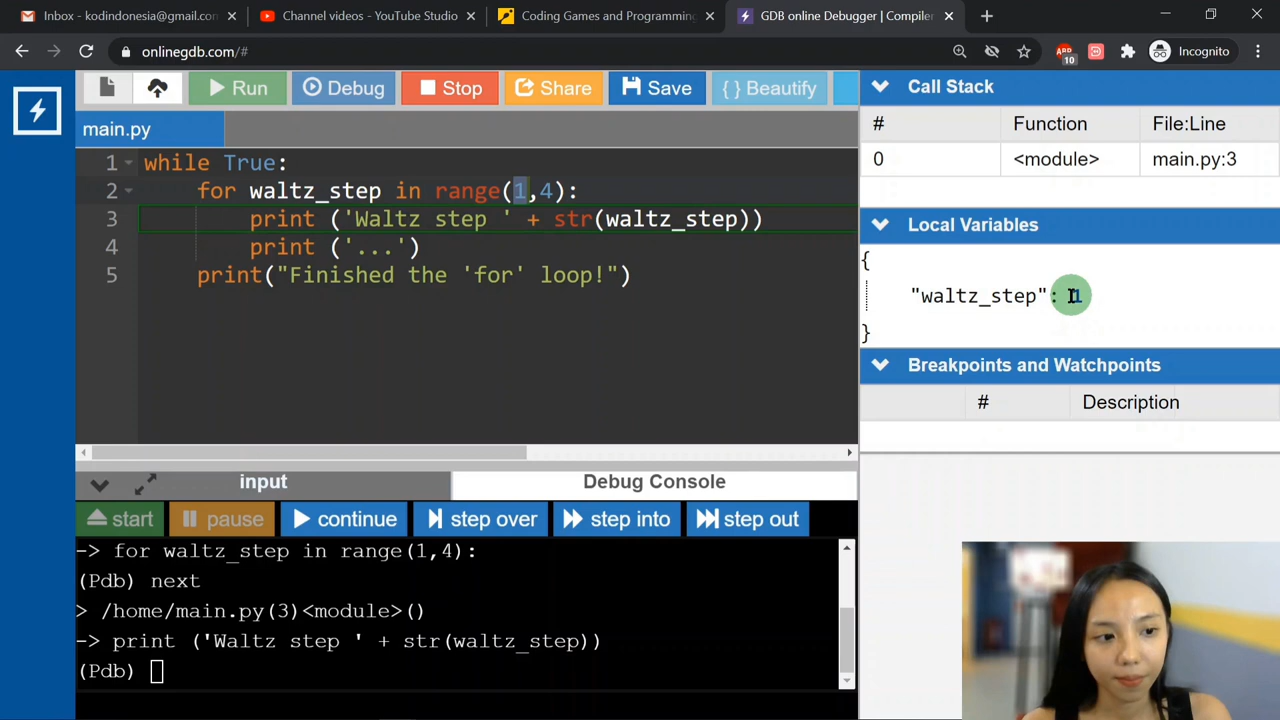 Inbox - kodindonesia@gmail.co
Channel videos - YouTube Studio
Coding Games and Programming
GDB online Debugger | Compiler
onlinegdb.com/#
10
Incognito
Run
Debug
Stop
Share
Save
{ } Beautify
main.py
1 while True:
2 for waltz_step in range(1,4):
3 print ('Waltz step ' + str(waltz_step))
4 print ('...')
5 print("Finished the 'for' loop!")
Call Stack
# Function File:Line
0 <module> main.py:3
Local Variables
{
"waltz_step": 1
}
Breakpoints and Watchpoints
# Description
input
Debug Console
start
pause
continue
step over
step into
step out
-> for waltz_step in range(1,4):
(Pdb) next
> /home/main.py(3)<module>()
-> print ('Waltz step ' + str(waltz_step))
(Pdb)